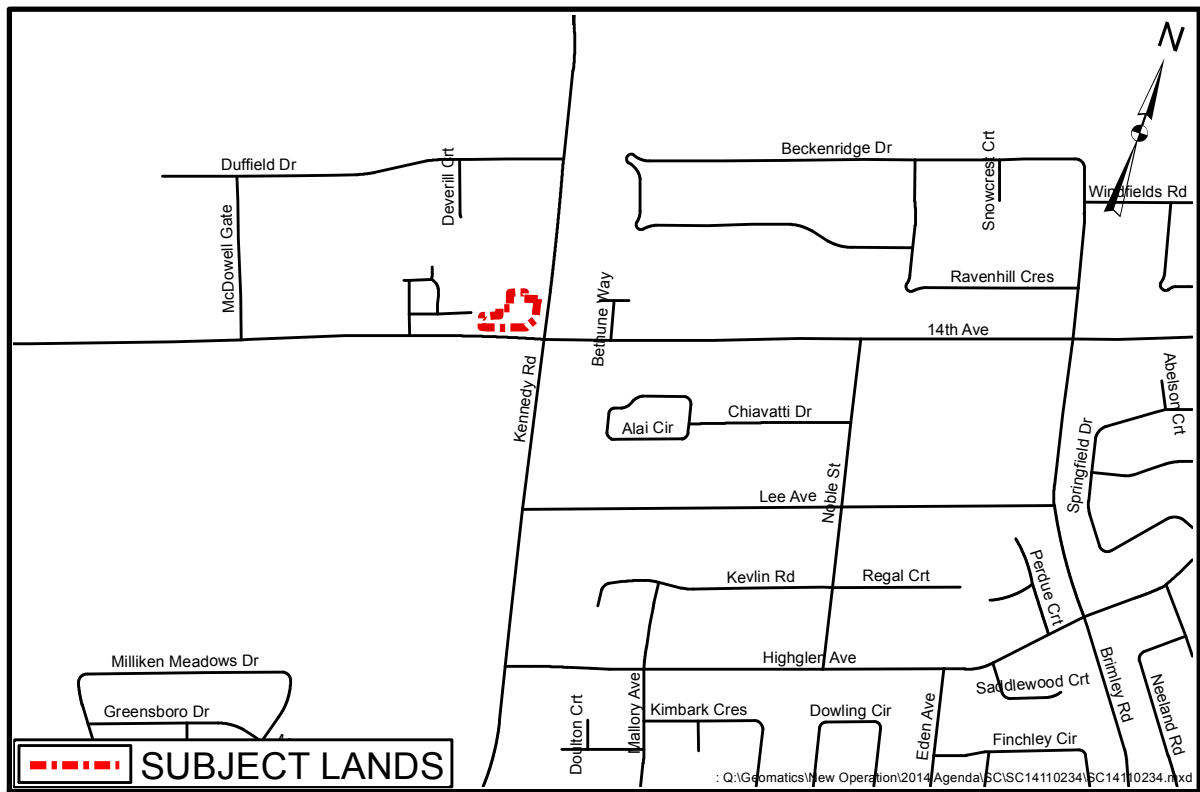 N
Beckenridge Dr
Snowcrest Crt
Duffield Dr
Deverill Crt
Windfields Rd
McDowell Gate
Bethune Way
Ravenhill Cres
14th Ave
Kennedy Rd
Abelson Crt
Chiavatti Dr
Alai Cir
Springfield Dr
Noble St
Lee Ave
Perdue Crt
Kevlin Rd
Regal Crt
Highglen Ave
Milliken Meadows Dr
Brimley Rd
Saddlewood Crt
Neeland Rd
Mallory Ave
Eden Ave
Greensboro Dr
Doulton Crt
Kimbark Cres
Dowling Cir
Finchley Cir
SUBJECT LANDS
: Q:\Geomatics\New Operation\2014 Agenda\SC\SC14110234\SC14110234.mxd